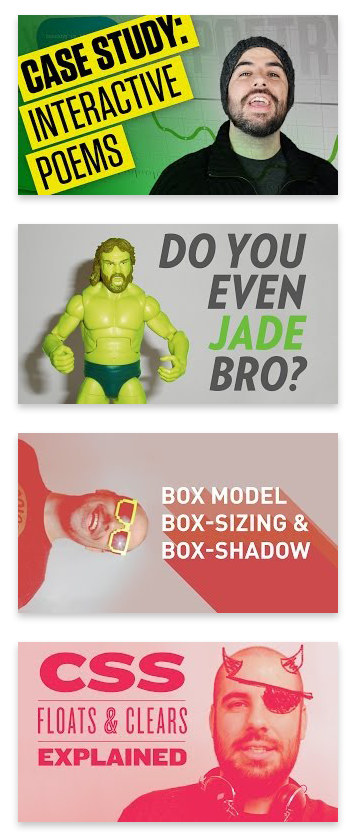 POETRY
CASE STUDY:
INTERACTIVE
POEMS
DO YOU
EVEN
JADE
BRO?
BOX MODEL
BOX-SIZING &
BOX-SHADOW
CSS
FLOATS & CLEARS
EXPLAINED